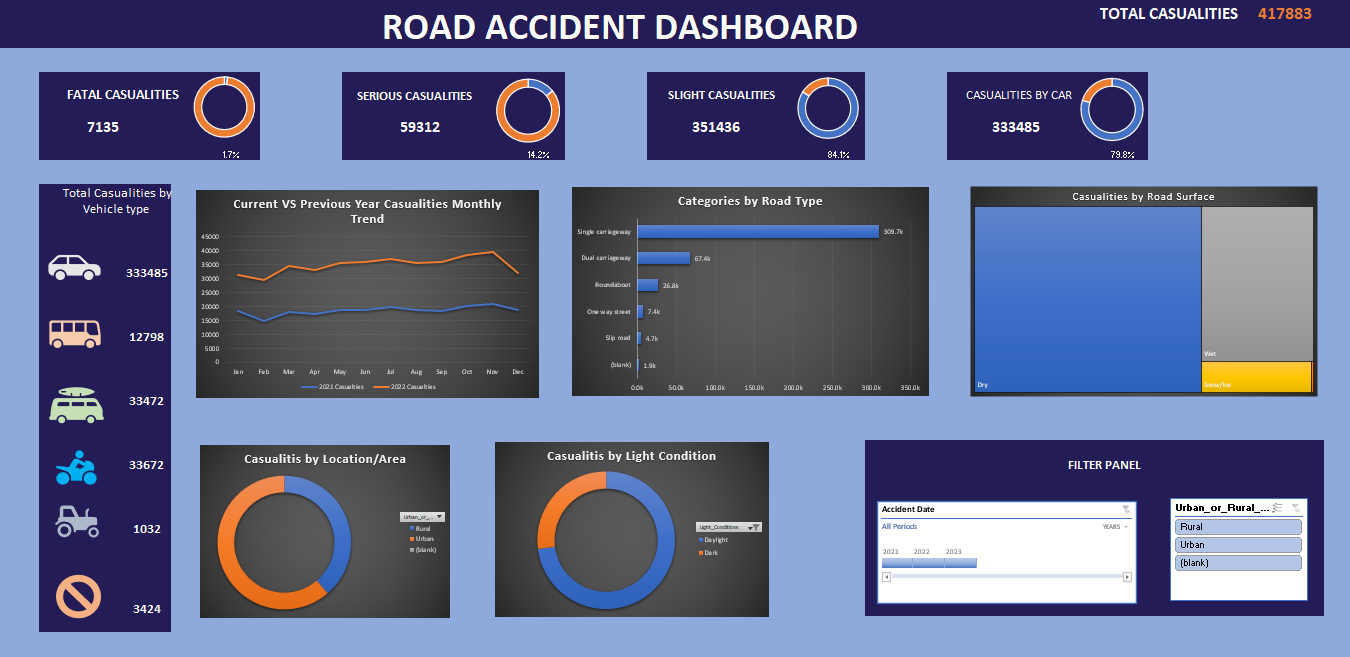 ROAD ACCIDENT DASHBOARD
TOTAL CASUALITIES 417883
FATAL CASUALITIES
7135
1.7%
SERIOUS CASUALITIES
59312
14.2%
SLIGHT CASUALITIES
351436
84.1%
CASUALITIES BY CAR
333485
79.8%
Total Casualities by
Vehicle type
333485
12798
33472
33672
1032
3424
Current VS Previous Year Casualities Monthly
Trend
45000
40000
35000
30000
25000
20000
15000
10000
5000
0
Jan Feb Mar Apr May Jun Jul Aug Sep Oct Nov Dec
2021 Casualties 2022 Casualties
Categories by Road Type
Single carriageway 309.7k
Dual carriageway 67.4k
Roundabout 26.8k
One way street 7.4k
Slip road 4.7k
(blank) 1.9k
0.0k 50.0k 100.0k 150.0k 200.0k 250.0k 300.0k 350.0k
Casualities by Road Surface
Dry
Wet
Snow/Ice
Casualitis by Location/Area
Urban_or_...
Rural
Urban
(blank)
Casualitis by Light Condition
Light_Conditions
Daylight
Dark
FILTER PANEL
Accident Date
All Periods YEARS
2021 2022 2023
Urban_or_Rural_...
Rural
Urban
(blank)